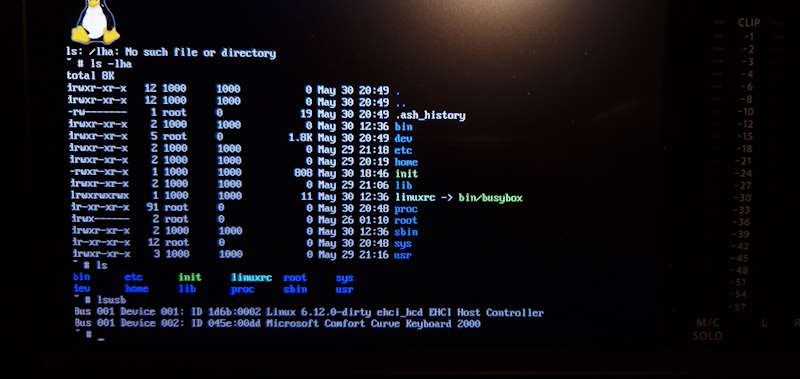 ls: /lha: No such file or directory
~ # ls -lha
total 8K
drwxr-xr-x 12 1000 1000 0 May 30 20:49 .
drwxr-xr-x 12 1000 1000 0 May 30 20:49 ..
-rw------- 1 root 0 19 May 30 20:49 .ash_history
drwxr-xr-x 2 1000 1000 0 May 30 12:36 bin
drwxr-xr-x 5 root 0 1.8K May 30 20:49 dev
drwxr-xr-x 2 1000 1000 0 May 29 21:18 etc
drwxr-xr-x 2 1000 1000 0 May 29 20:19 home
-rwxr-xr-x 1 1000 1000 808 May 30 18:46 init
drwxr-xr-x 2 1000 1000 0 May 29 21:06 lib
lrwxrwxrwx 1 1000 1000 11 May 30 12:36 linuxrc -> bin/busybox
dr-xr-xr-x 91 root 0 0 May 30 20:48 proc
drwx------ 2 root 0 0 May 26 01:10 root
drwxr-xr-x 2 1000 1000 0 May 30 12:36 sbin
dr-xr-xr-x 12 root 0 0 May 30 20:48 sys
drwxr-xr-x 3 1000 1000 0 May 29 21:16 usr
~ # ls
bin etc init linuxrc root sys
dev home lib proc sbin usr
~ # lsusb
Bus 001 Device 001: ID 1d6b:0002 Linux 6.12.0-dirty ehci_hcd EHCI Host Controller
Bus 001 Device 002: ID 045e:00dd Microsoft Comfort Curve Keyboard 2000
~ # _
CLIP
-1
-2
-3
-4
-6
-8
-10
-12
-15
-18
-21
-24
-27
-30
-33
-36
-39
-42
-45
-48
-51
-54
-57
M/C L R
SOLO